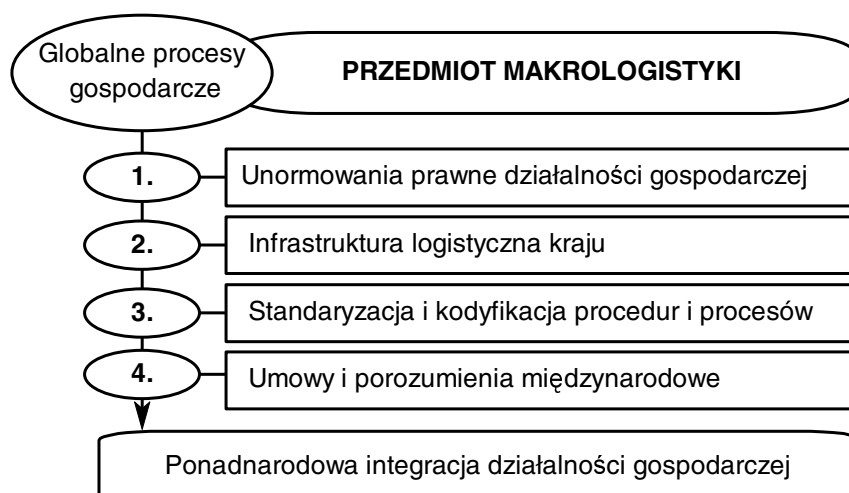 Globalne procesy
gospodarcze
PRZEDMIOT MAKROLOGISTYKI
1.
Unormowania prawne działalności gospodarczej
2.
Infrastruktura logistyczna kraju
3.
Standaryzacja i kodyfikacja procedur i procesów
4.
Umowy i porozumienia międzynarodowe
Ponadnarodowa integracja działalności gospodarczej